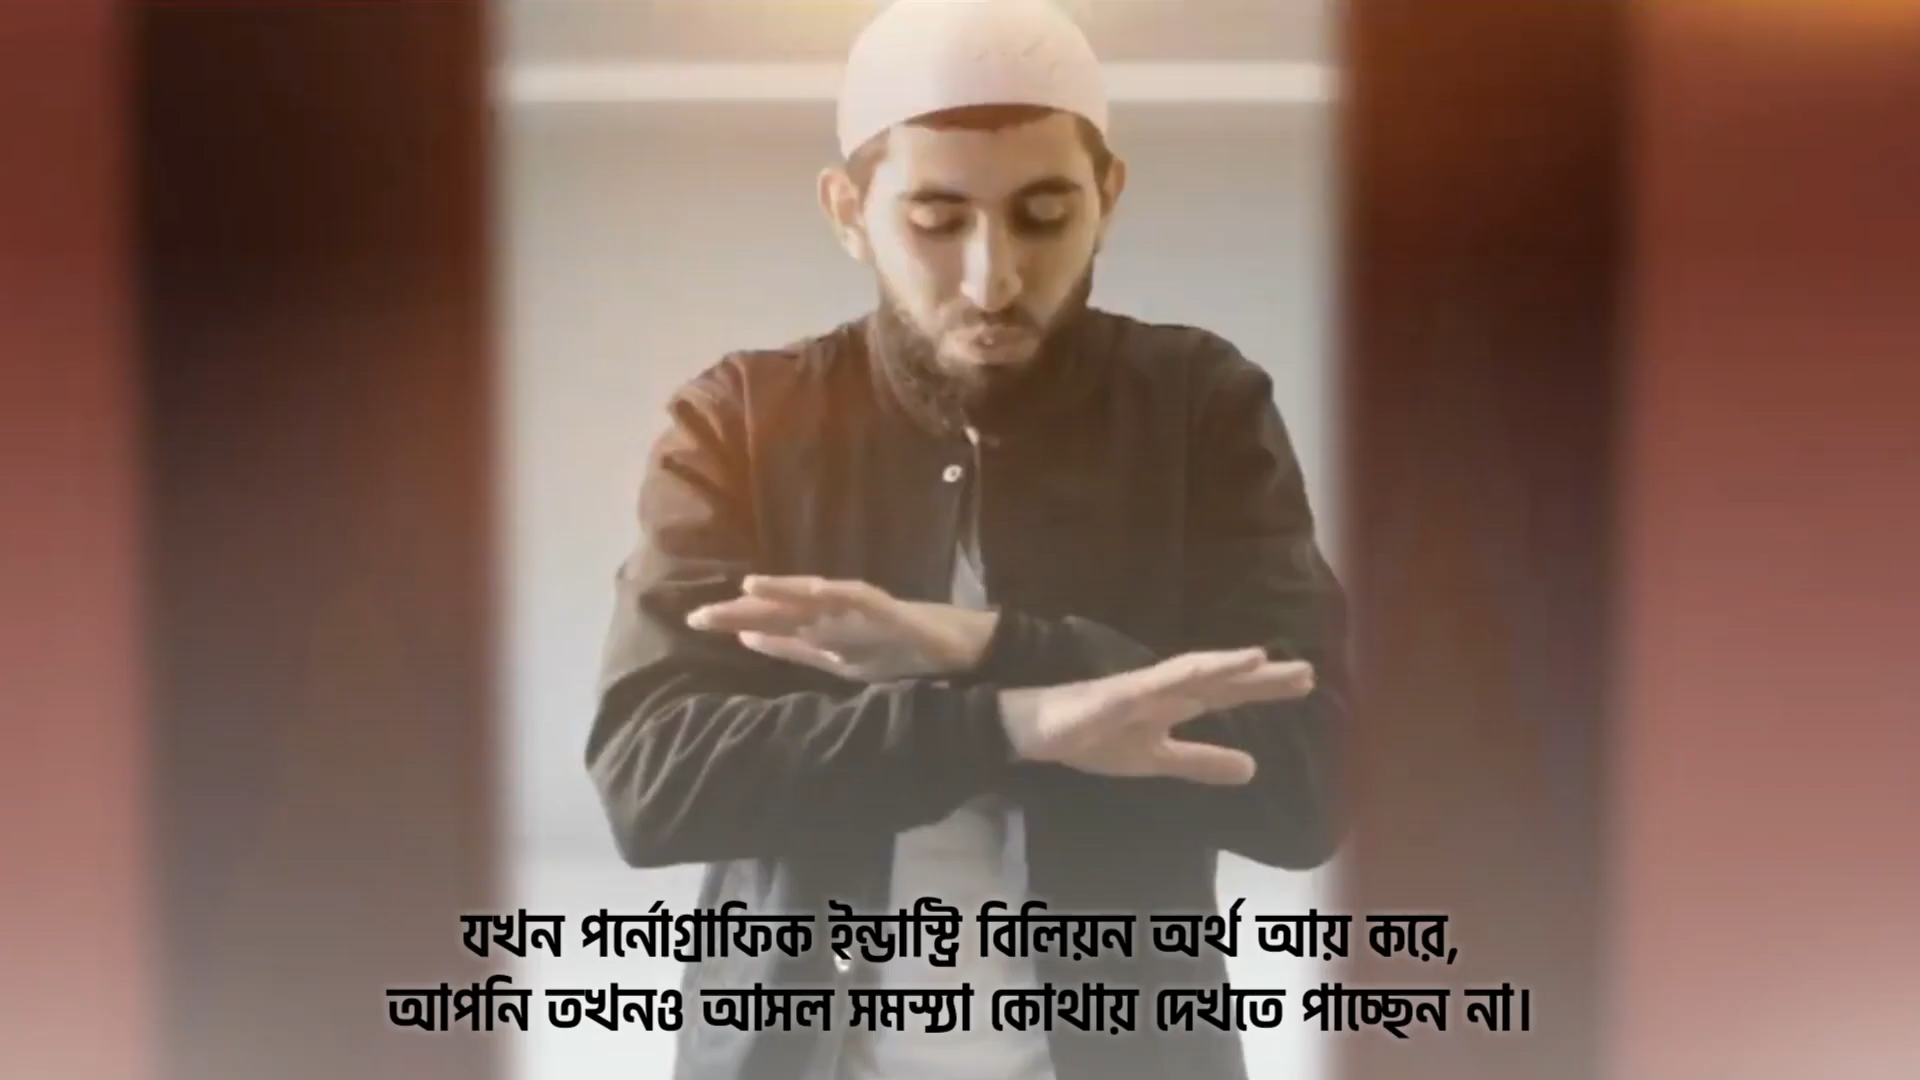 যখন পর্নোগ্রাফিক ইন্ডাস্ট্রি বিলিয়ন অর্থ আয় করে,
আপনি তখনও আসল সমস্যা কোথায় দেখতে পাচ্ছেন না।